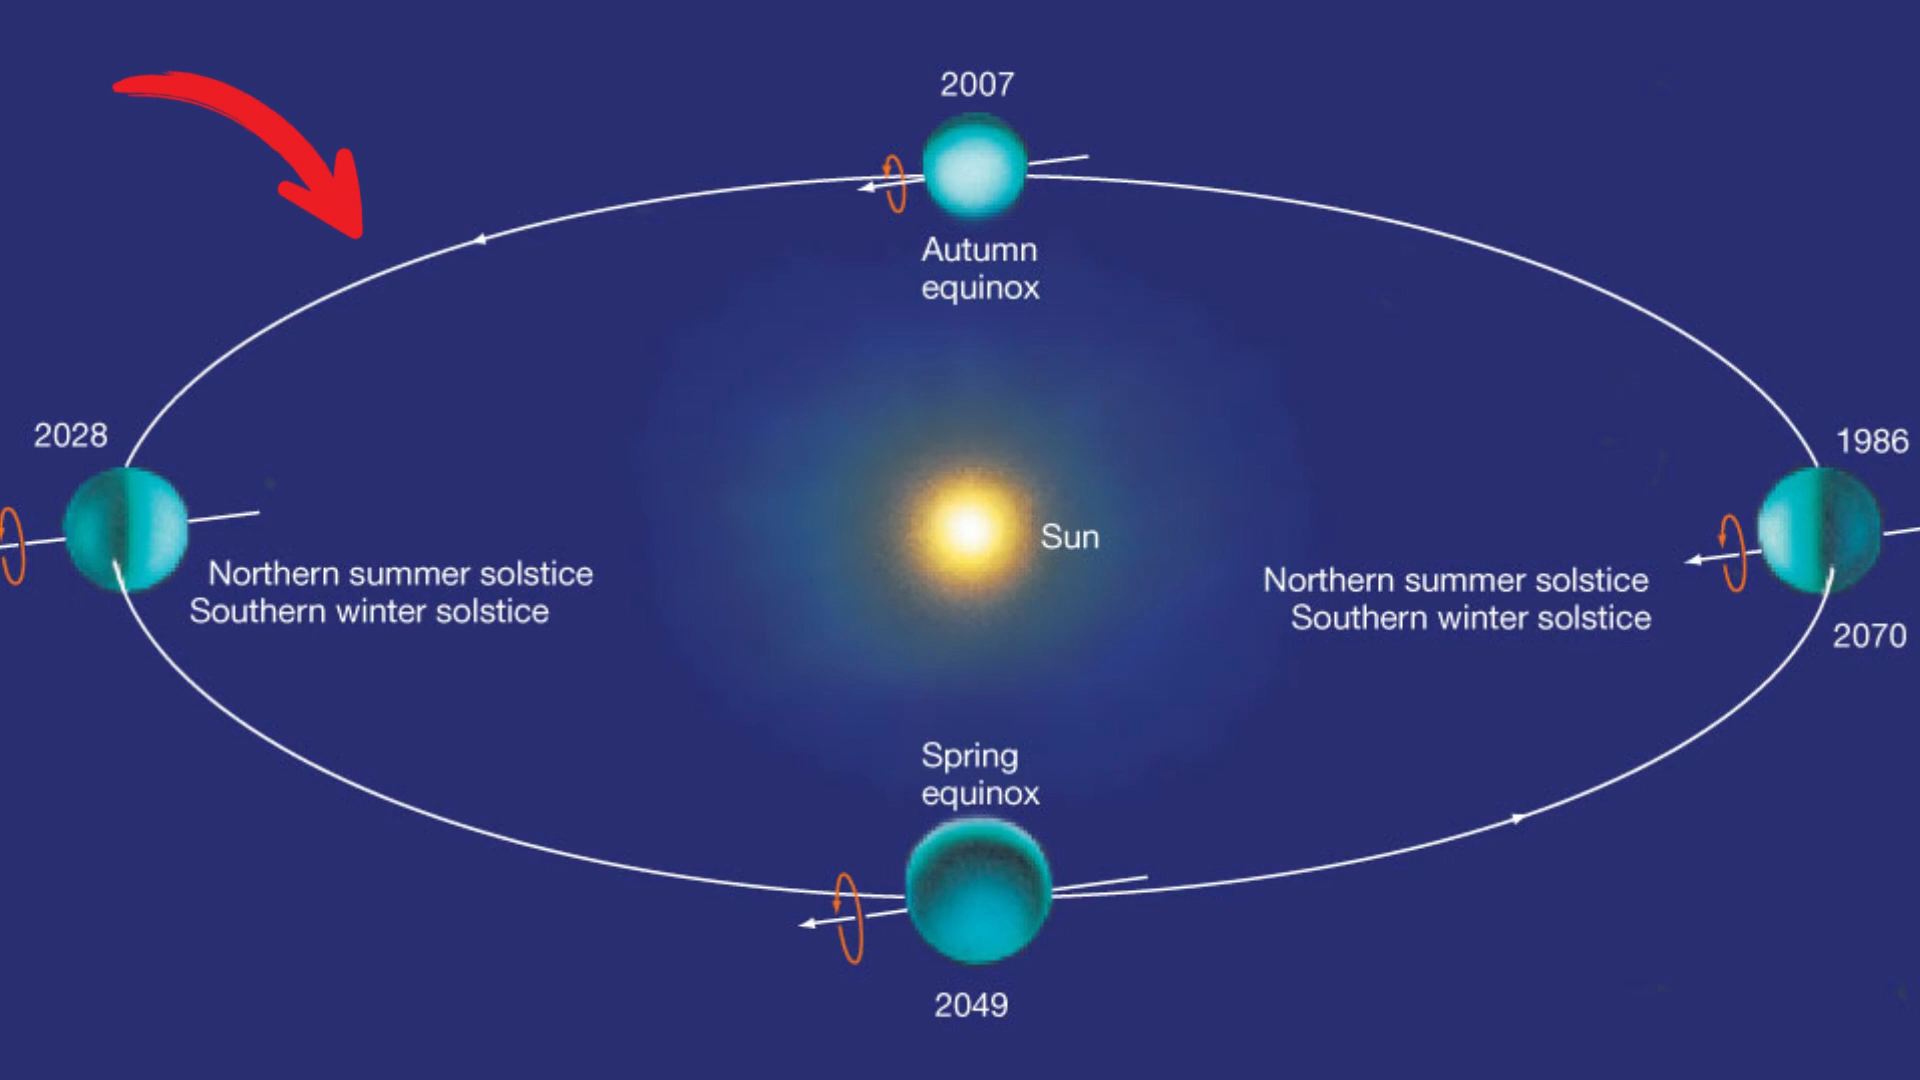 2007
Autumn
equinox
2028
1986
Northern summer solstice
Southern winter solstice
Sun
Northern summer solstice
Southern winter solstice
2070
Spring
equinox
2049